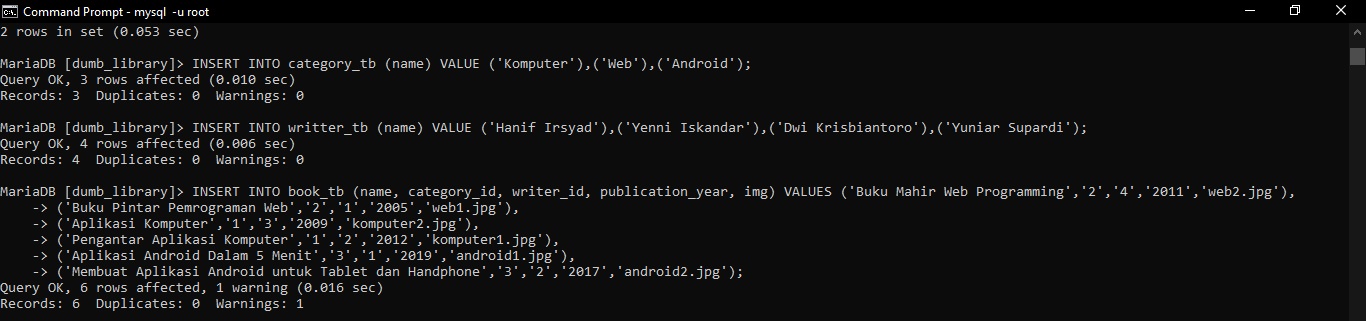 Command Prompt - mysql -u root
2 rows in set (0.053 sec)
MariaDB [dumb_library]> INSERT INTO category_tb (name) VALUE ('Komputer'),('Web'),('Android');
Query OK, 3 rows affected (0.010 sec)
Records: 3  Duplicates: 0  Warnings: 0
MariaDB [dumb_library]> INSERT INTO writter_tb (name) VALUE ('Hanif Irsyad'),('Yenni Iskandar'),('Dwi Krisbiantoro'),('Yuniar Supardi');
Query OK, 4 rows affected (0.006 sec)
Records: 4  Duplicates: 0  Warnings: 0
MariaDB [dumb_library]> INSERT INTO book_tb (name, category_id, writer_id, publication_year, img) VALUES ('Buku Mahir Web Programming','2','4','2011','web2.jpg'),
    -> ('Buku Pintar Pemrograman Web','2','1','2005','web1.jpg'),
    -> ('Aplikasi Komputer','1','3','2009','komputer2.jpg'),
    -> ('Pengantar Aplikasi Komputer','1','2','2012','komputer1.jpg'),
    -> ('Aplikasi Android Dalam 5 Menit','3','1','2019','android1.jpg'),
    -> ('Membuat Aplikasi Android untuk Tablet dan Handphone','3','2','2017','android2.jpg');
Query OK, 6 rows affected, 1 warning (0.016 sec)
Records: 6  Duplicates: 0  Warnings: 1